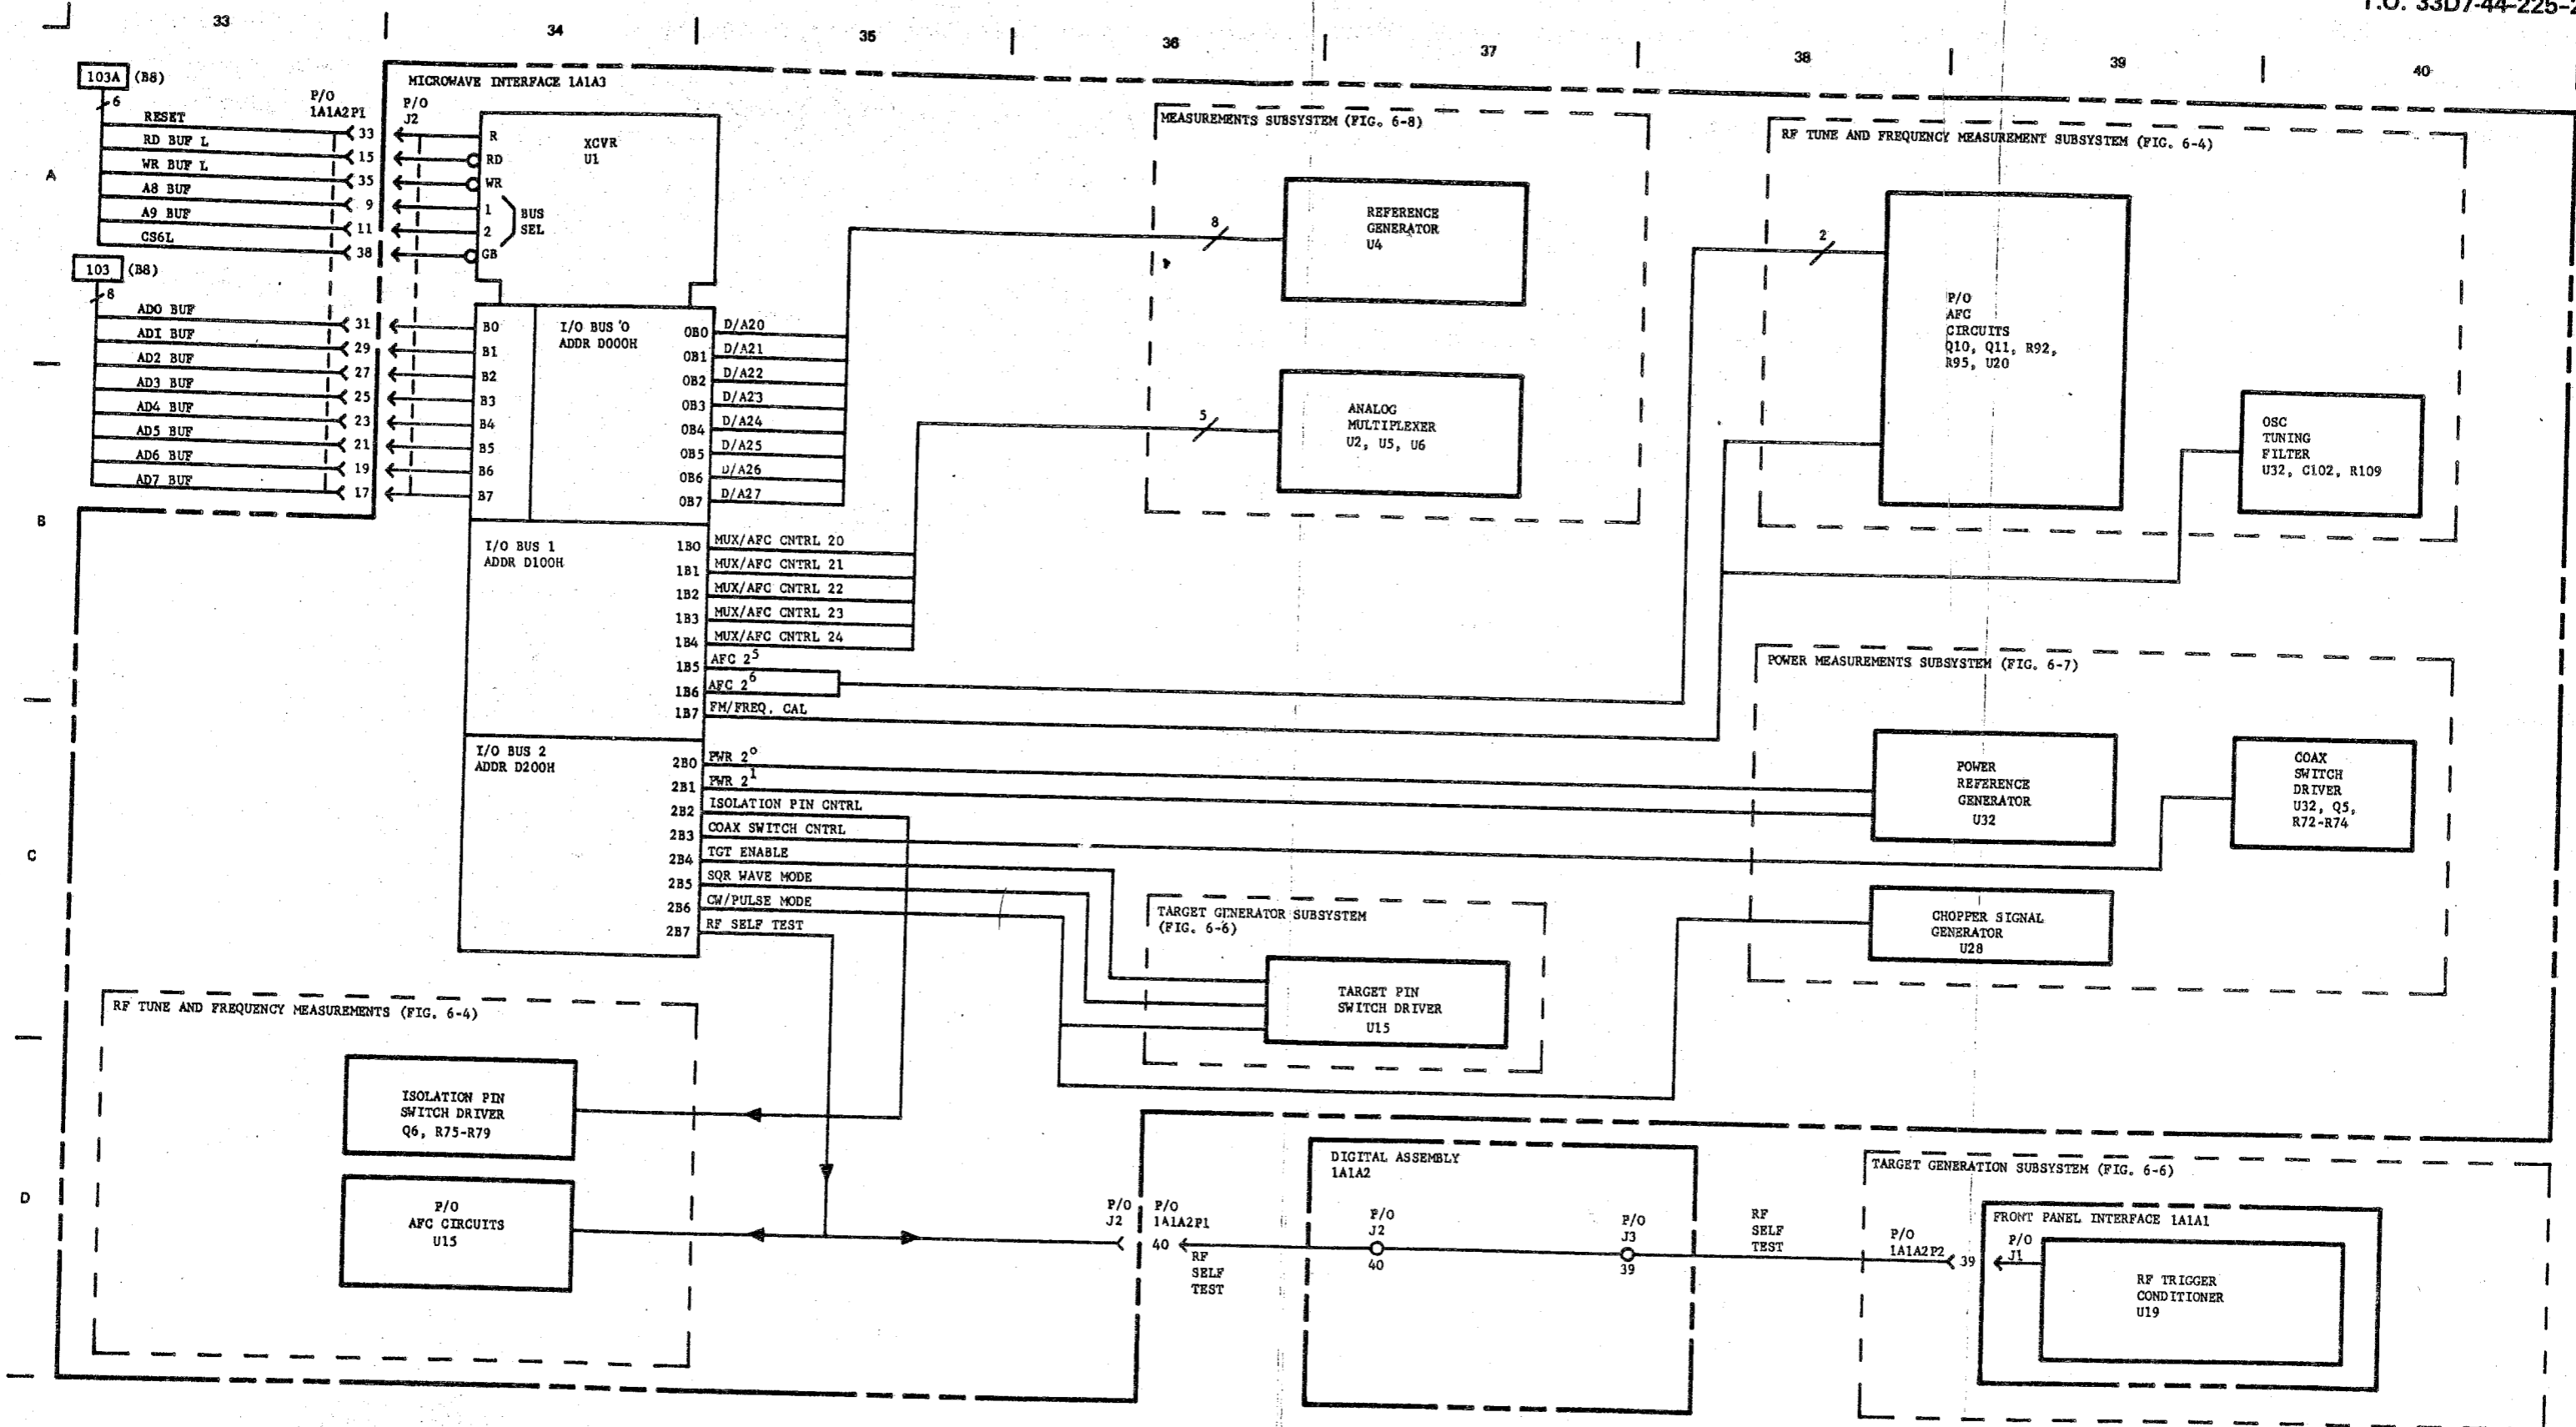 T.O. 33D7-44-225-2
33
34
35
36
37
38
39
40
A
B
C
D
103A (B8)
6
P/O
1A1A2P1
RESET 33
RD BUF L 15
WR BUF L 35
A8 BUF 9
A9 BUF 11
CS6L 38
103 (B8)
8
AD0 BUF 31
AD1 BUF 29
AD2 BUF 27
AD3 BUF 25
AD4 BUF 23
AD5 BUF 21
AD6 BUF 19
AD7 BUF 17
MICROWAVE INTERFACE 1A1A3
P/O
J2
R
RD
WR
1
2
GB
BUS
SEL
XCVR
U1
B0
B1
B2
B3
B4
B5
B6
B7
I/O BUS 0
ADDR D000H
0B0 D/A20
0B1 D/A21
0B2 D/A22
0B3 D/A23
0B4 D/A24
0B5 D/A25
0B6 D/A26
0B7 D/A27
I/O BUS 1
ADDR D100H
1B0 MUX/AFC CNTRL 20
1B1 MUX/AFC CNTRL 21
1B2 MUX/AFC CNTRL 22
1B3 MUX/AFC CNTRL 23
1B4 MUX/AFC CNTRL 24
1B5 AFC 2⁵
1B6 AFC 2⁶
1B7 FM/FREQ. CAL
I/O BUS 2
ADDR D200H
2B0 PWR 2⁰
2B1 PWR 2¹
2B2 ISOLATION PIN CNTRL
2B3 COAX SWITCH CNTRL
2B4 TGT ENABLE
2B5 SQR WAVE MODE
2B6 CW/PULSE MODE
2B7 RF SELF TEST
MEASUREMENTS SUBSYSTEM (FIG. 6-8)
8
REFERENCE
GENERATOR
U4
5
ANALOG
MULTIPLEXER
U2, U5, U6
RF TUNE AND FREQUENCY MEASUREMENT SUBSYSTEM (FIG. 6-4)
2
P/O
AFC
CIRCUITS
Q10, Q11, R92,
R95, U20
OSC
TUNING
FILTER
U32, C102, R109
POWER MEASUREMENTS SUBSYSTEM (FIG. 6-7)
POWER
REFERENCE
GENERATOR
U32
COAX
SWITCH
DRIVER
U32, Q5,
R72-R74
CHOPPER SIGNAL
GENERATOR
U28
TARGET GENERATOR SUBSYSTEM
(FIG. 6-6)
TARGET PIN
SWITCH DRIVER
U15
RF TUNE AND FREQUENCY MEASUREMENTS (FIG. 6-4)
ISOLATION PIN
SWITCH DRIVER
Q6, R75-R79
P/O
AFC CIRCUITS
U15
P/O
J2
P/O
1A1A2P1
40
RF
SELF
TEST
DIGITAL ASSEMBLY
1A1A2
P/O
J2
40
P/O
J3
39
RF
SELF
TEST
TARGET GENERATION SUBSYSTEM (FIG. 6-6)
P/O
1A1A2P2
39
FRONT PANEL INTERFACE 1A1A1
P/O
J1
RF TRIGGER
CONDITIONER
U19